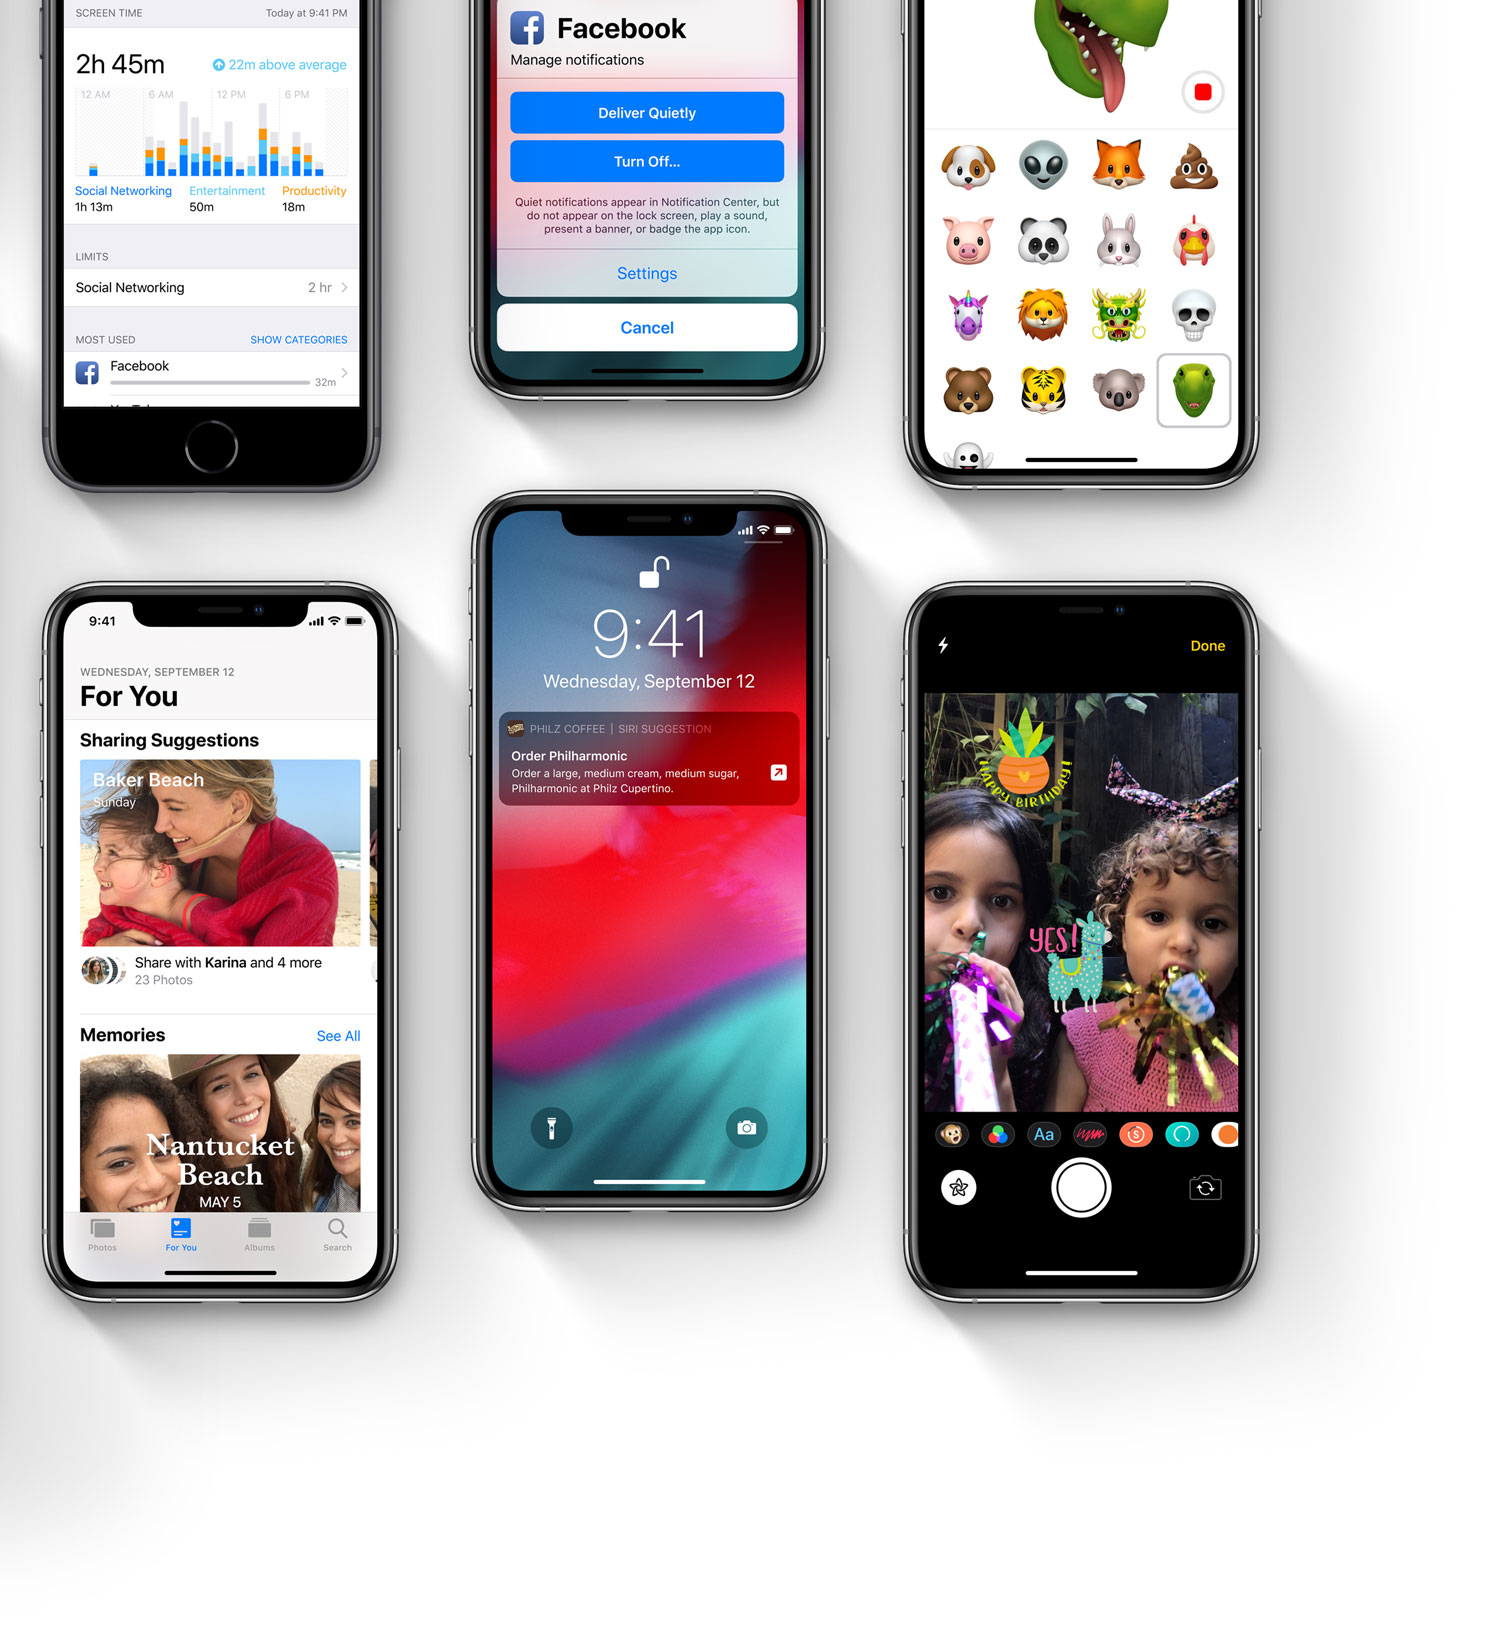 SCREEN TIME
Today at 9:41 PM
2h 45m
22m above average
12 AM
6 AM
12 PM
6 PM
Social Networking
Entertainment
Productivity
1h 13m
50m
18m
LIMITS
Social Networking
2 hr
MOST USED
SHOW CATEGORIES
Facebook
32m
Facebook
Manage notifications
Deliver Quietly
Turn Off...
Quiet notifications appear in Notification Center, but
do not appear on the lock screen, play a sound,
present a banner, or badge the app icon.
Settings
Cancel
9:41
WEDNESDAY, SEPTEMBER 12
For You
Sharing Suggestions
Baker Beach
Sunday
Share with Karina and 4 more
23 Photos
Memories
See All
Nantucket
Beach
MAY 5
Photos
For You
Albums
Search
9:41
Wednesday, September 12
PHILZ COFFEE | SIRI SUGGESTION
Order Philharmonic
Order a large, medium cream, medium sugar,
Philharmonic at Philz Cupertino.
Done
HAPPY BIRTHDAY!
YES!
Aa
S